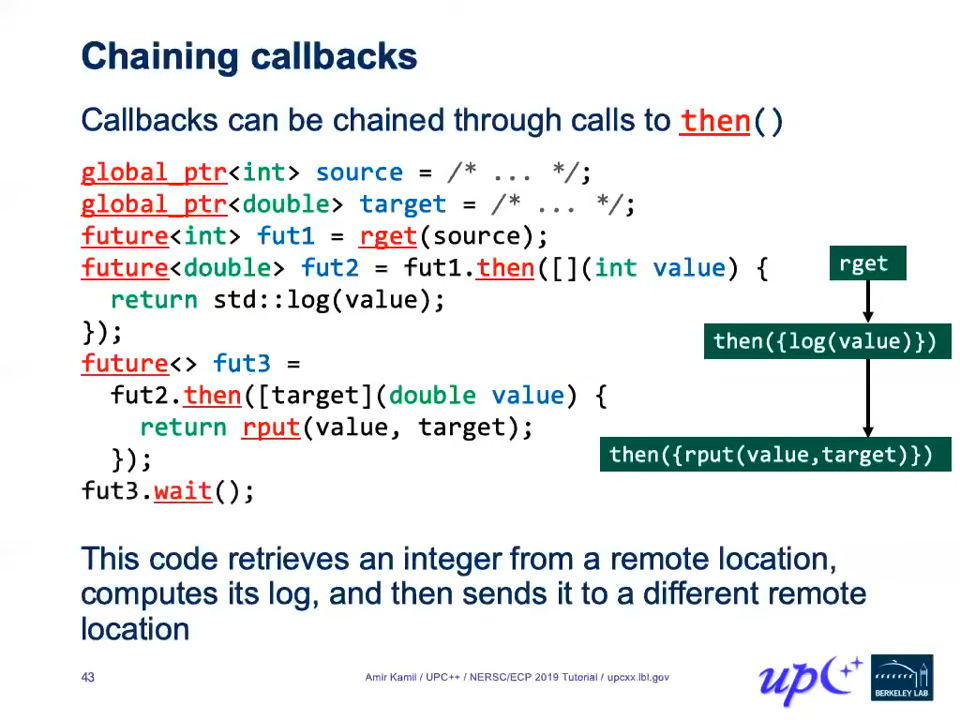 Chaining callbacks
Callbacks can be chained through calls to then()
global_ptr<int> source = /* ... */;
global_ptr<double> target = /* ... */;
future<int> fut1 = rget(source);
future<double> fut2 = fut1.then([](int value) {
  return std::log(value);
});
future<> fut3 =
  fut2.then([target](double value) {
    return rput(value, target);
  });
fut3.wait();
rget
then({log(value)})
then({rput(value,target)})
This code retrieves an integer from a remote location,
computes its log, and then sends it to a different remote
location
43
Amir Kamil / UPC++ / NERSC/ECP 2019 Tutorial / upcxx.lbl.gov
upC++
BERKELEY LAB